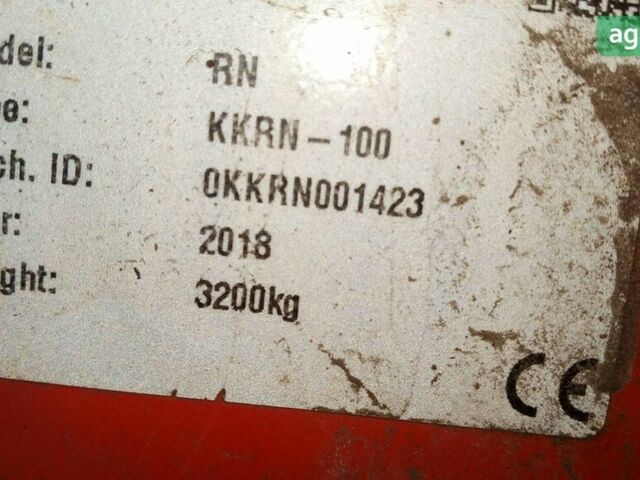 ag
del: RN
e: KKRN-100
ch. ID: 0KKRN001423
r: 2018
ght: 3200kg
CE